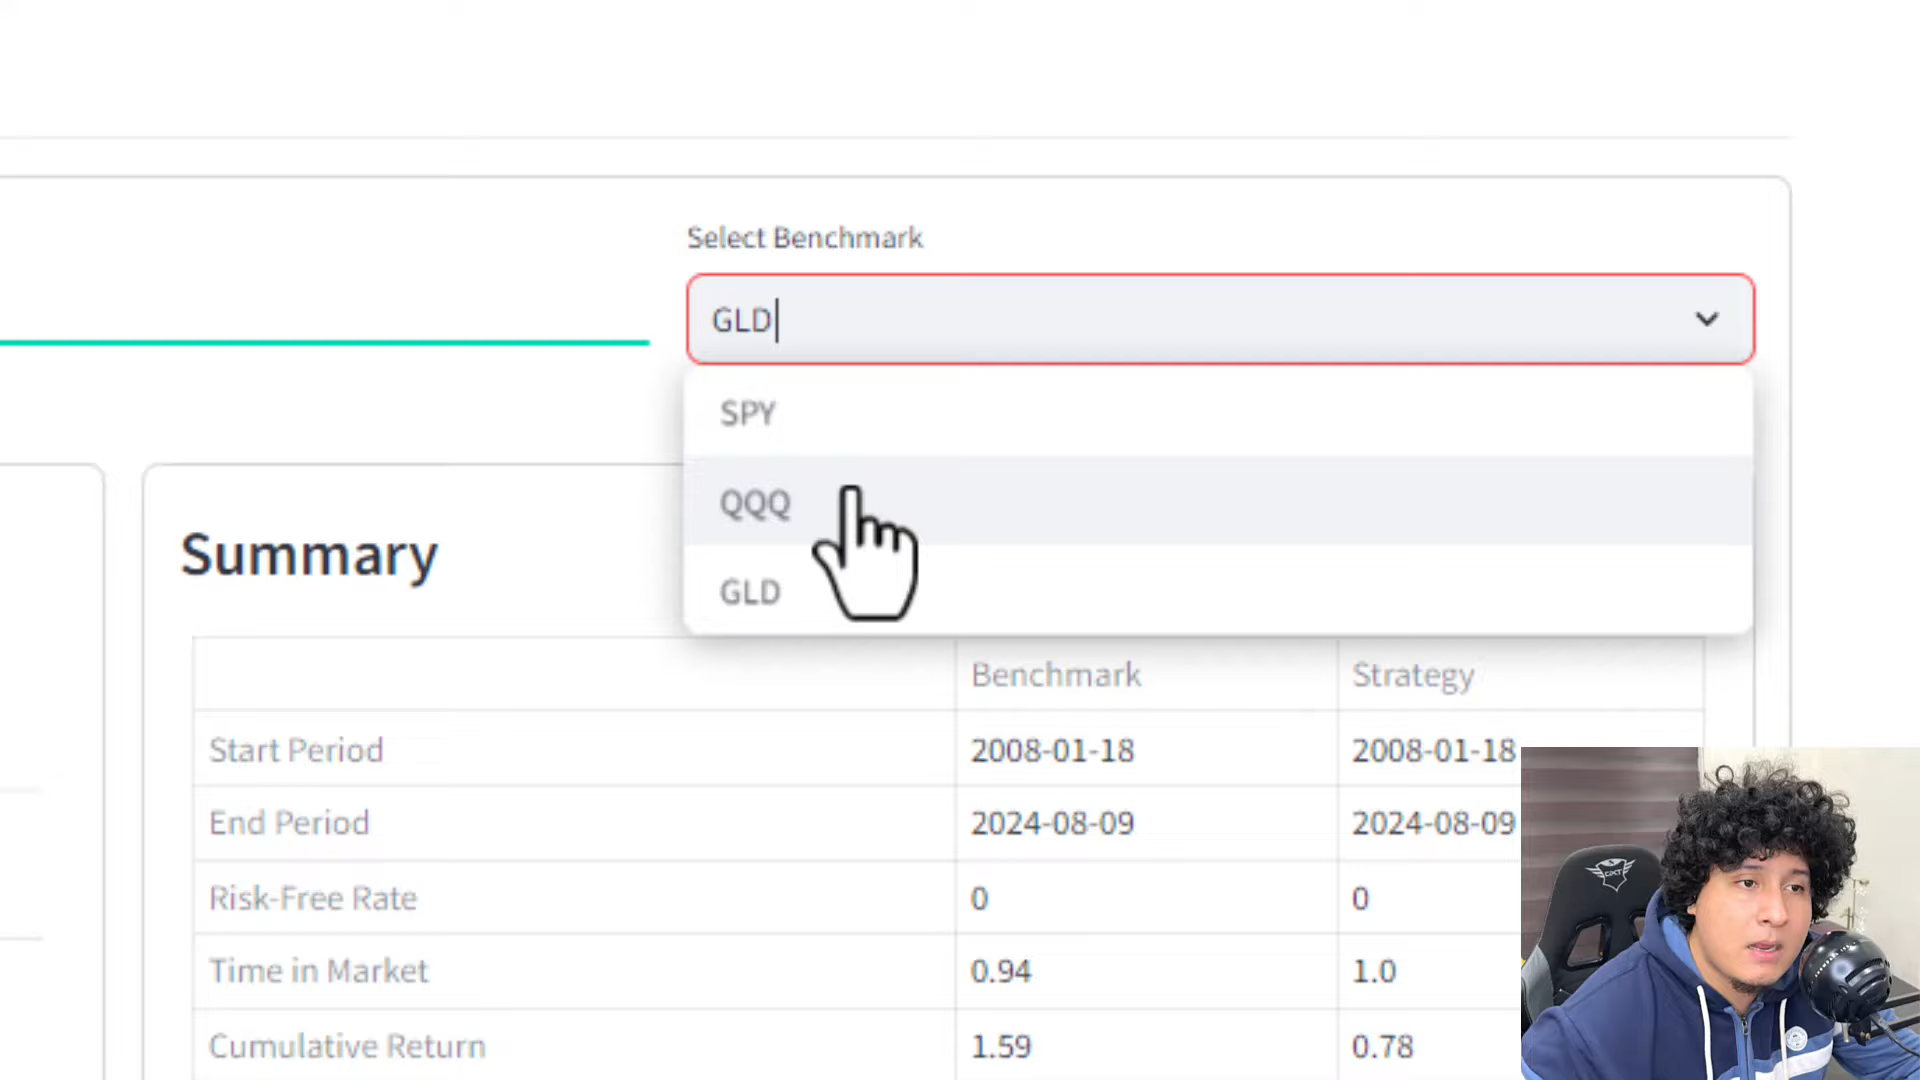 Select Benchmark
GLD
SPY
QQQ
GLD
Summary
Benchmark Strategy
Start Period 2008-01-18 2008-01-18
End Period 2024-08-09 2024-08-09
Risk-Free Rate 0 0
Time in Market 0.94 1.0
Cumulative Return 1.59 0.78
GXT